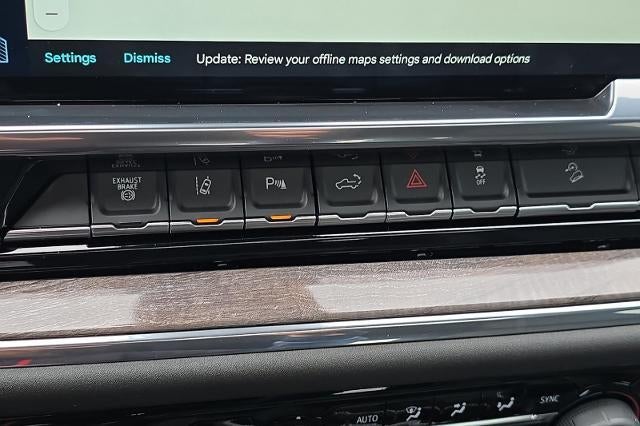 Settings Dismiss Update: Review your offline maps settings and download options
EXHAUST
BRAKE
P
OFF
AUTO
SYNC